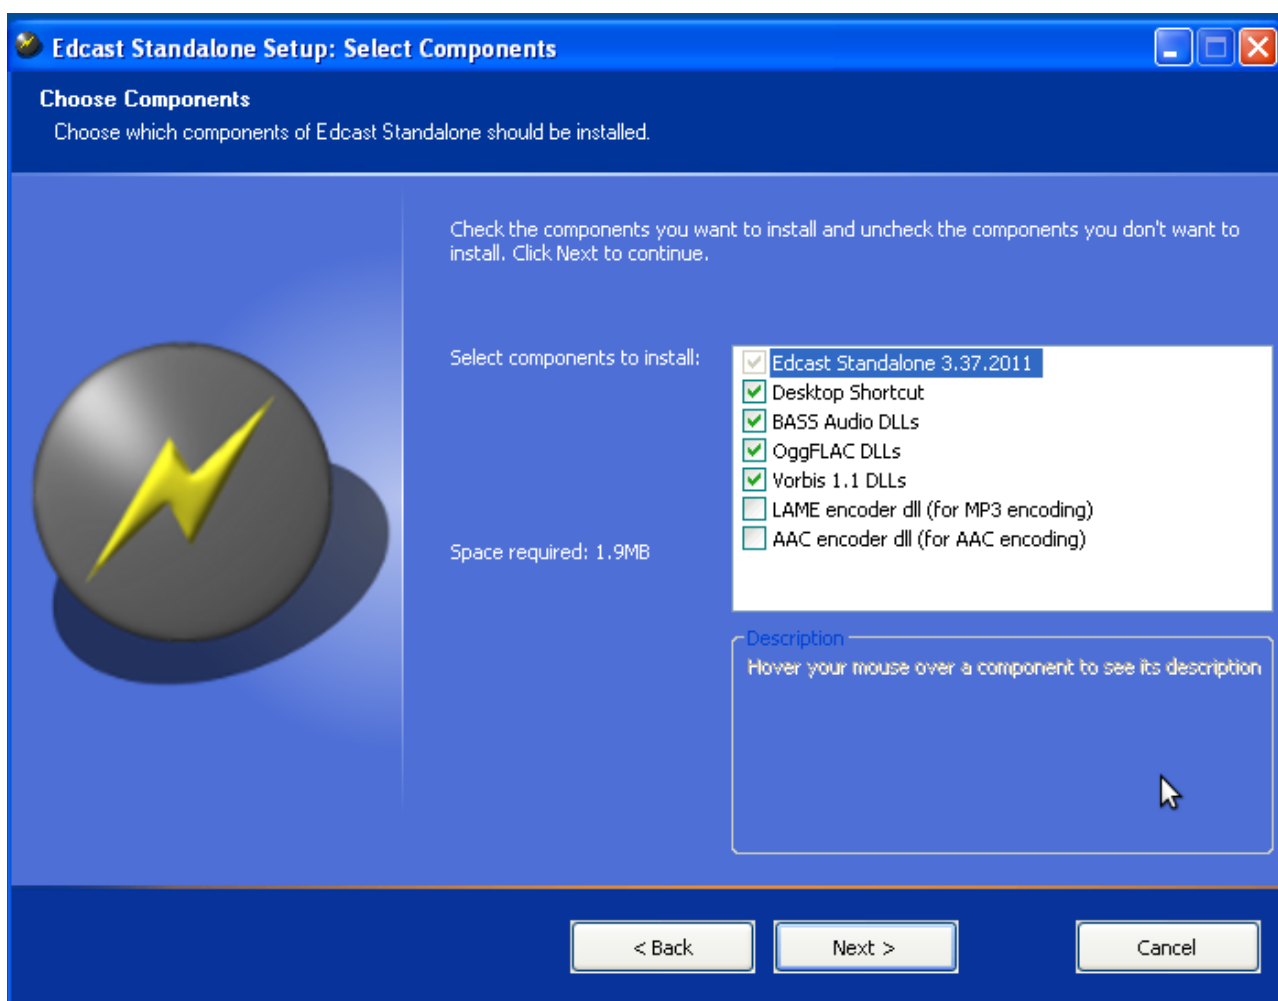 Edcast Standalone Setup: Select Components
Choose Components
Choose which components of Edcast Standalone should be installed.
Check the components you want to install and uncheck the components you don't want to
install. Click Next to continue.
Select components to install:
Edcast Standalone 3.37.2011
Desktop Shortcut
BASS Audio DLLs
OggFLAC DLLs
Vorbis 1.1 DLLs
LAME encoder dll (for MP3 encoding)
AAC encoder dll (for AAC encoding)
Space required: 1.9MB
Description
Hover your mouse over a component to see its description
< Back
Next >
Cancel